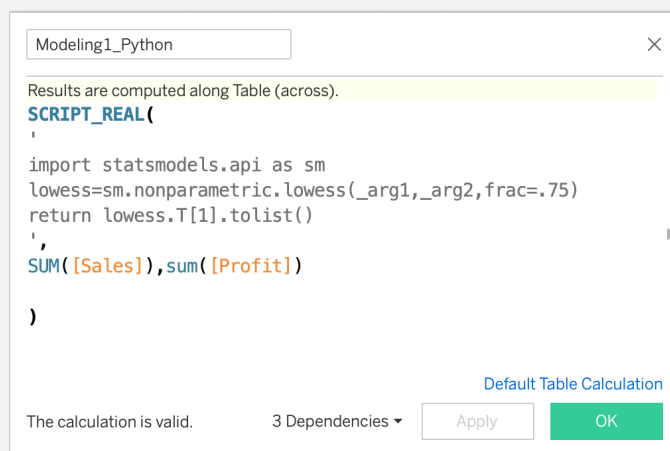 Modeling1_Python
Results are computed along Table (across).
SCRIPT_REAL(
'
import statsmodels.api as sm
lowess=sm.nonparametric.lowess(_arg1,_arg2,frac=.75)
return lowess.T[1].tolist()
',
SUM([Sales]),sum([Profit])
)
Default Table Calculation
The calculation is valid.
3 Dependencies
Apply
OK